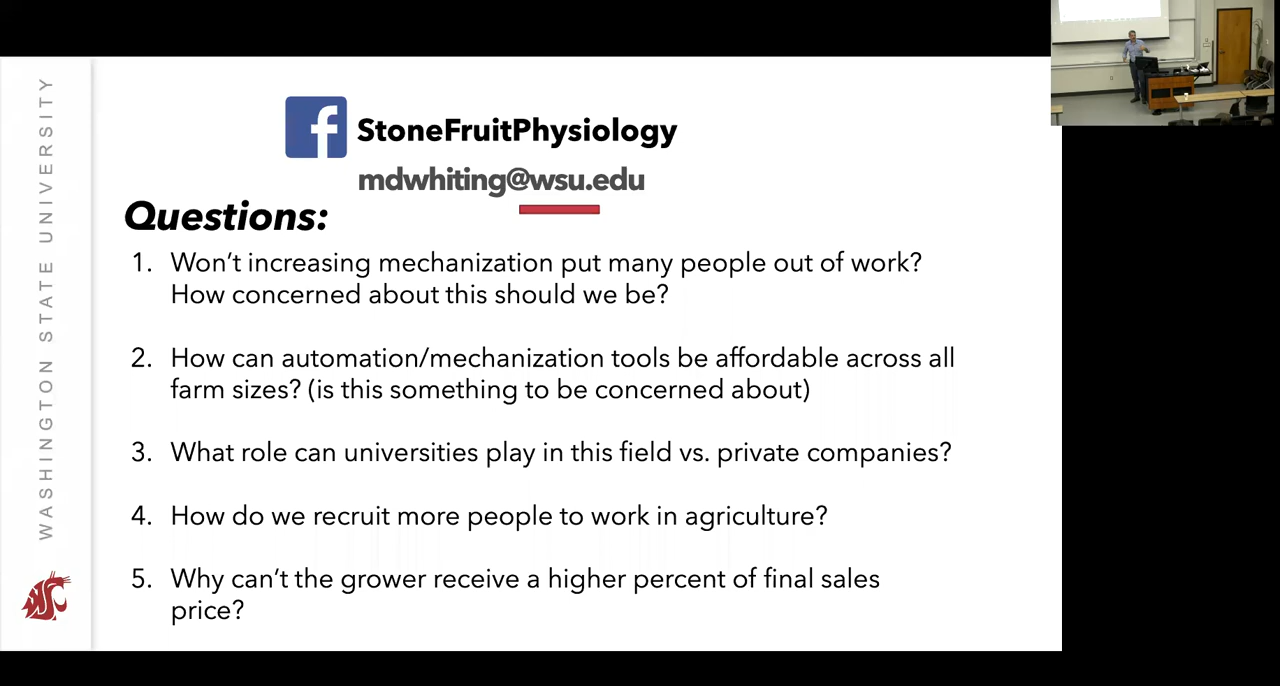 WASHINGTON STATE UNIVERSITY
f StoneFruitPhysiology
mdwhiting@wsu.edu
Questions:
1. Won't increasing mechanization put many people out of work?
How concerned about this should we be?
2. How can automation/mechanization tools be affordable across all
farm sizes? (is this something to be concerned about)
3. What role can universities play in this field vs. private companies?
4. How do we recruit more people to work in agriculture?
5. Why can't the grower receive a higher percent of final sales
price?